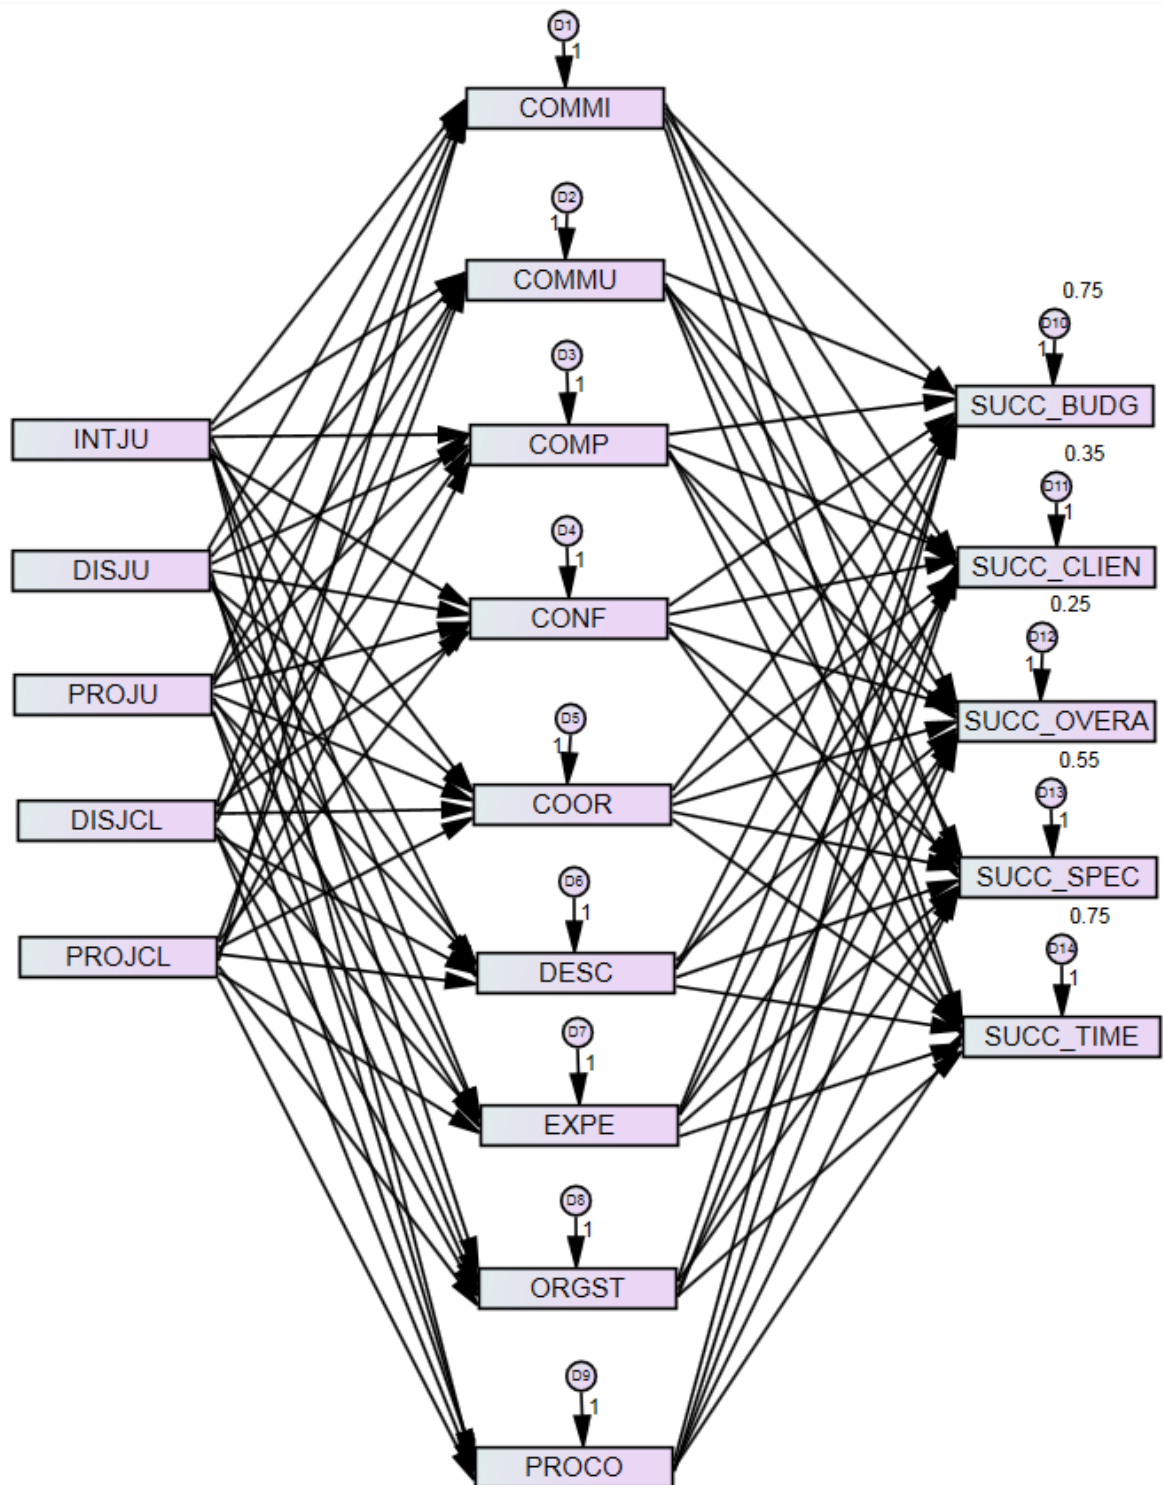 D1
1
COMMI
D2
1
COMMU
0.75
D10
1
D3
1
SUCC_BUDG
INTJU
COMP
0.35
D11
1
D4
1
DISJU
SUCC_CLIEN
0.25
CONF
D12
1
PROJU
D5
1
SUCC_OVERA
0.55
D13
1
DISJCL
COOR
D6
1
SUCC_SPEC
0.75
D14
1
PROJCL
DESC
D7
1
SUCC_TIME
EXPE
D8
1
ORGST
D9
1
PROCO